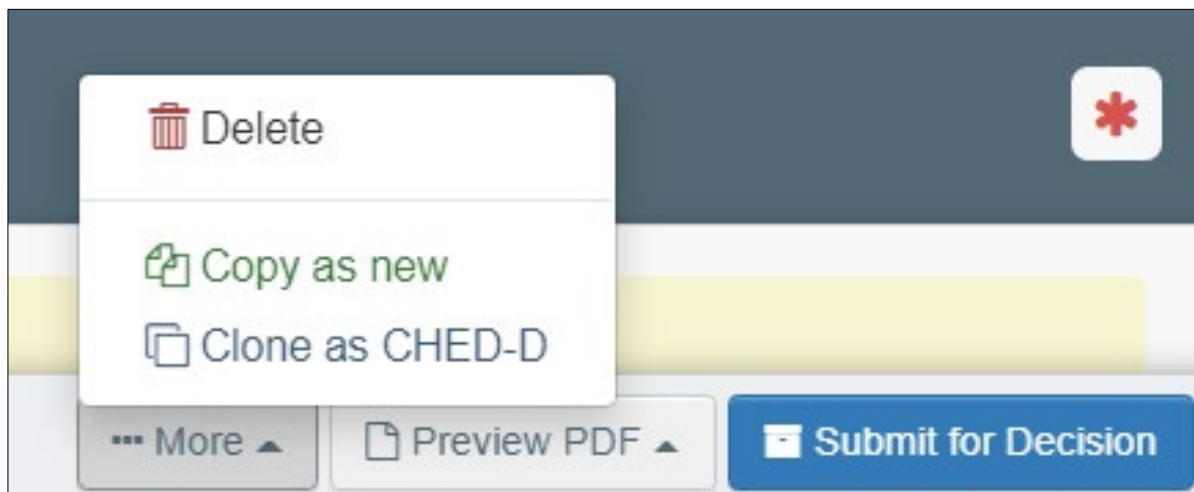 Delete
Copy as new
Clone as CHED-D
More
Preview PDF
Submit for Decision